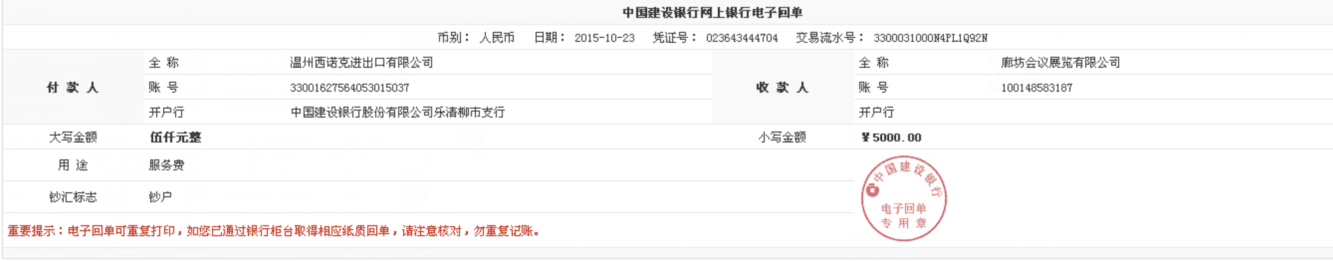 中国建设银行网上银行电子回单
币别： 人民币 日期： 2015-10-23 凭证号： 023643444704 交易流水号： 3300031000N4PL1Q92N
付 款 人 全 称 温州西诺克进出口有限公司 收 款 人 全 称 廊坊会议展览有限公司
账 号 33001627564053015037 账 号 100148583187
开户行 中国建设银行股份有限公司乐清柳市支行 开户行
大写金额 伍仟元整 小写金额 ￥5000.00
用 途 服务费
钞汇标志 钞户
中国建设银行
电子回单
专 用 章
重要提示：电子回单可重复打印，如您已通过银行柜台取得相应纸质回单，请注意核对，勿重复记账。